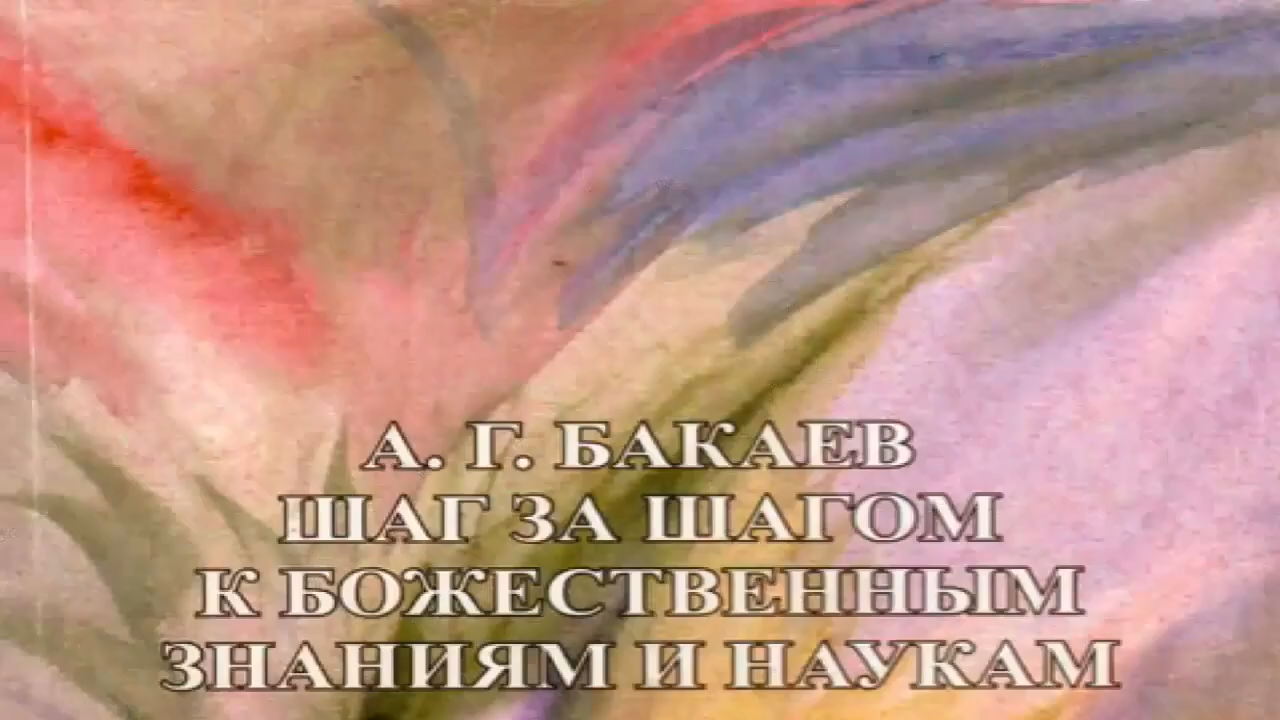 А. Г. БАКАЕВ
ШАГ ЗА ШАГОМ
К БОЖЕСТВЕННЫМ
ЗНАНИЯМ И НАУКАМ